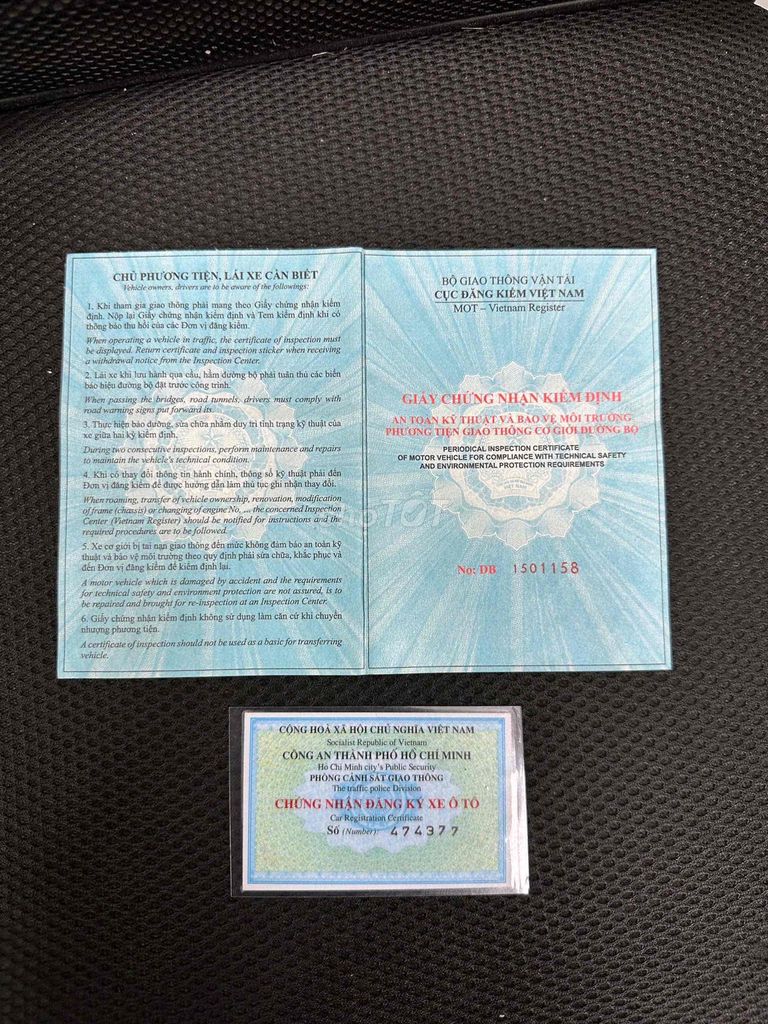 CHỦ PHƯƠNG TIỆN, LÁI XE CẦN BIẾT
Vehicle owners, drivers are to be aware of the followings:
1. Khi tham gia giao thông phải mang theo Giấy chứng nhận kiểm
định. Nộp lại Giấy chứng nhận kiểm định và Tem kiểm định khi có
thông báo thu hồi của các Đơn vị đăng kiểm.
When operating a vehicle in traffic, the certificate of inspection must
be displayed. Return certificate and inspection sticker when receiving
a withdrawal notice from the Inspection Center.
2. Lái xe khi lưu hành qua cầu, hầm đường bộ phải tuân thủ các biển
báo hiệu đường bộ đặt trước công trình.
When passing the bridges, road tunnels, drivers must comply with
road warning signs put forward its.
3. Thực hiện bảo dưỡng, sửa chữa nhằm duy trì tình trạng kỹ thuật của
xe giữa hai kỳ kiểm định.
During two consecutive inspections, perform maintenance and repairs
to maintain the vehicle's technical condition.
4. Khi có thay đổi thông tin hành chính, thông số kỹ thuật phải đến
Đơn vị đăng kiểm để được hướng dẫn làm thủ tục ghi nhận thay đổi.
When roaming, transfer of vehicle ownership, renovation, modification
of frame (chassis) or changing of engine No. ... the concerned Inspection
Center (Vietnam Register) should be notified for instructions and the
required procedures are to be followed.
5. Xe cơ giới bị tai nạn giao thông đến mức không đảm bảo an toàn kỹ
thuật và bảo vệ môi trường theo quy định phải sửa chữa, khắc phục và
đến Đơn vị đăng kiểm để kiểm định lại.
A motor vehicle which is damaged by accident and the requirements
for technical safety and environment protection are not assured, is to
be repaired and brought for re-inspection at an Inspection Center.
6. Giấy chứng nhận kiểm định không sử dụng làm căn cứ khi chuyển
nhượng phương tiện.
A certificate of inspection should not be used as a basic for transferring
vehicle.
BỘ GIAO THÔNG VẬN TẢI
CỤC ĐĂNG KIỂM VIỆT NAM
MOT – Vietnam Register
GIẤY CHỨNG NHẬN KIỂM ĐỊNH
AN TOÀN KỸ THUẬT VÀ BẢO VỆ MÔI TRƯỜNG
PHƯƠNG TIỆN GIAO THÔNG CƠ GIỚI ĐƯỜNG BỘ
PERIODICAL INSPECTION CERTIFICATE
OF MOTOR VEHICLE FOR COMPLIANCE WITH TECHNICAL SAFETY
AND ENVIRONMENTAL PROTECTION REQUIREMENTS
No: DB 1501158
CỘNG HOÀ XÃ HỘI CHỦ NGHĨA VIỆT NAM
Socialist Republic of Vietnam
CÔNG AN THÀNH PHỐ HỒ CHÍ MINH
Ho Chi Minh city's Public Security
PHÒNG CẢNH SÁT GIAO THÔNG
The traffic police Division
CHỨNG NHẬN ĐĂNG KÝ XE Ô TÔ
Car Registration Certificate
Số (Number): 474377